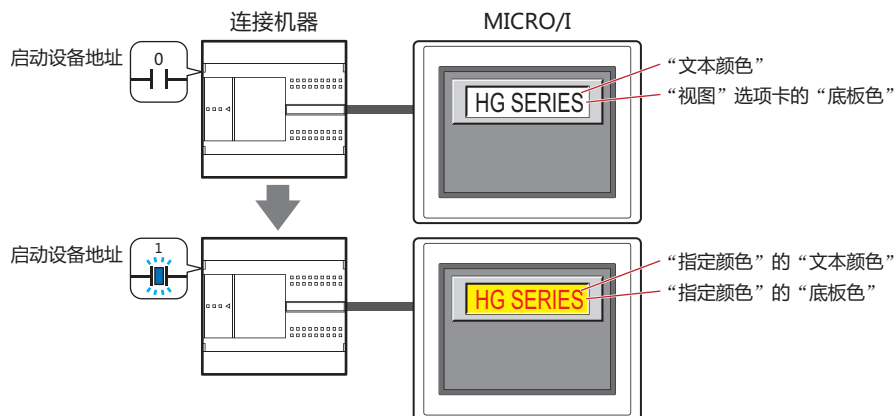 连接机器
MICRO/I
启动设备地址
0
HG SERIES
“文本颜色”
“视图”选项卡的“底板色”
启动设备地址
1
HG SERIES
“指定颜色”的“文本颜色”
“指定颜色”的“底板色”